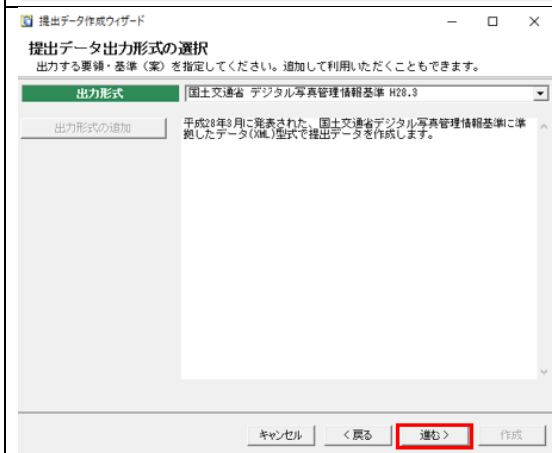 提出データ作成ウィザード
提出データ出力形式の選択
出力する要領・基準（案）を指定してください。追加して利用いただくこともできます。
出力形式
国土交通省 デジタル写真管理情報基準 H28.3
出力形式の追加
平成28年3月に発表された、国土交通省デジタル写真管理情報基準に準
拠したデータ(XML)型式で提出データを作成します。
キャンセル
＜戻る
進む＞
作成